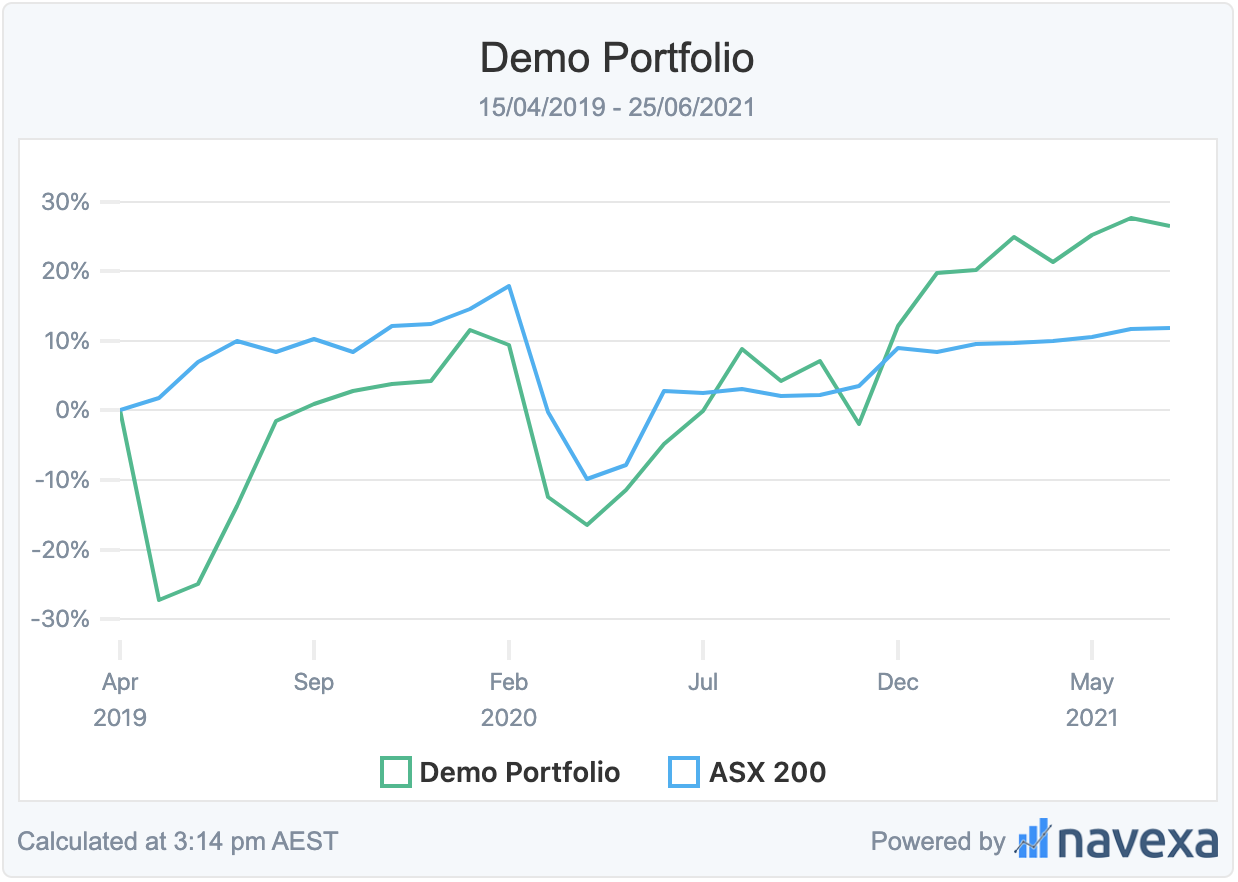 Demo Portfolio
15/04/2019 - 25/06/2021
30%
20%
10%
0%
-10%
-20%
-30%
Apr Sep Feb Jul Dec May
2019 2020 2021
Demo Portfolio ASX 200
Calculated at 3:14 pm AEST Powered by navexa